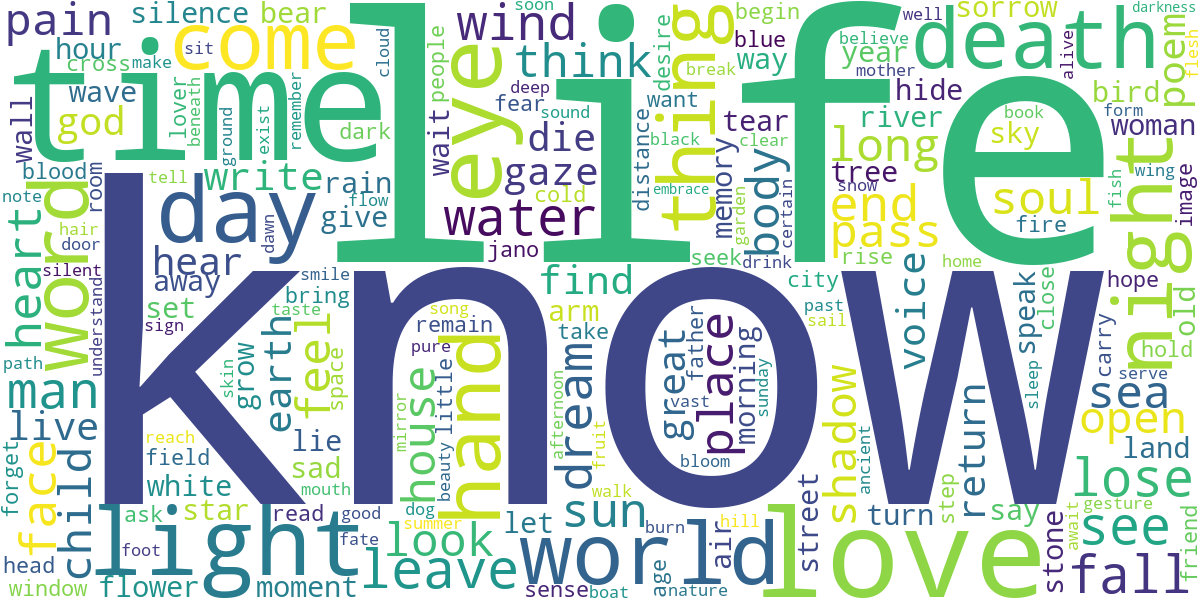 pain
silence
bear
wind
begin
sorrow
soon
well
darkness
hour
cross
make
sit
come
cloud
people
think
desire
thing
blue
way
believe
year
mother
death
alive
poem
flesh
time
life
wave
god
lover
beneath
ground
exist
remember
dark
eye
wait
deep
fear
sound
want
break
black
tear
clear
hide
river
book
sky
bird
form
woman
wall
blood
room
tell
write
rain
flow
give
die
gaze
cold
distance
embrace
memory
body
tree
snow
long
end
pass
soul
fire
fish
wing
image
night
note
word
heart
hair
door
silent
understand
day
dawn
hear
away
set
sign
water
jano
smile
bring
find
seek
garden
drink
certain
rise
city
home
hope
old
hold
path
know
taste
earth
feel
space
skin
grow
song
remain
pure
arm
take
father
great
vast
place
morning
sunday
past
sail
voice
speak
close
sleep
carry
serve
man
live
forget
face
child
reach
field
white
lie
sad
mouth
mirror
house
little
beauty
hand
dream
afternoon
fruit
walk
bloom
shadow
ancient
return
sea
open
land
lose
star
ask
foot
read
good
fate
dog
summer
look
let
sun
burn
hill
street
turn
step
say
stone
await
gesture
see
friend
head
window
flower
light
moment
leave
sense
boat
world
age
nature
air
love
fall